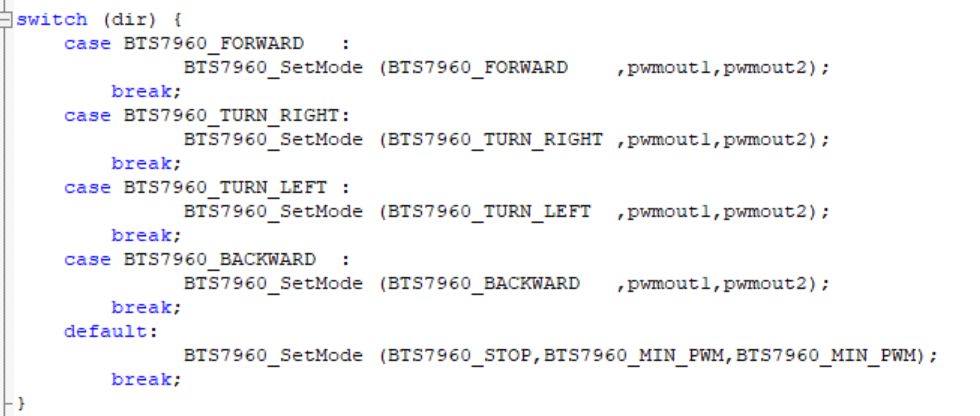 switch (dir) {
case BTS7960_FORWARD :
BTS7960_SetMode (BTS7960_FORWARD ,pwmout1,pwmout2);
break;
case BTS7960_TURN_RIGHT:
BTS7960_SetMode (BTS7960_TURN_RIGHT ,pwmout1,pwmout2);
break;
case BTS7960_TURN_LEFT :
BTS7960_SetMode (BTS7960_TURN_LEFT ,pwmout1,pwmout2);
break;
case BTS7960_BACKWARD :
BTS7960_SetMode (BTS7960_BACKWARD ,pwmout1,pwmout2);
break;
default:
BTS7960_SetMode (BTS7960_STOP,BTS7960_MIN_PWM,BTS7960_MIN_PWM);
break;
}